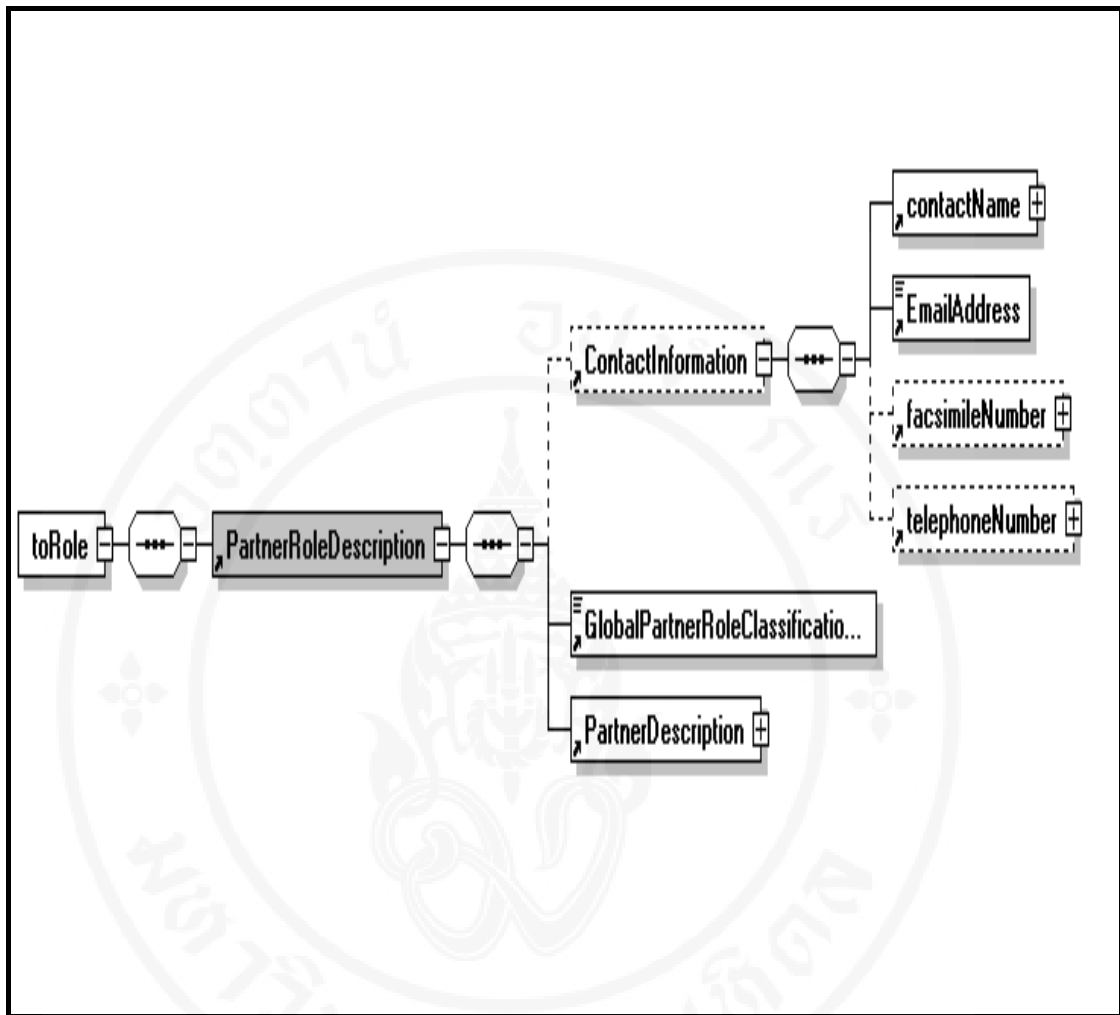 contactName
EmailAddress
ContactInformation
facsimileNumber
telephoneNumber
toRole
PartnerRoleDescription
GlobalPartnerRoleClassificatio...
PartnerDescription